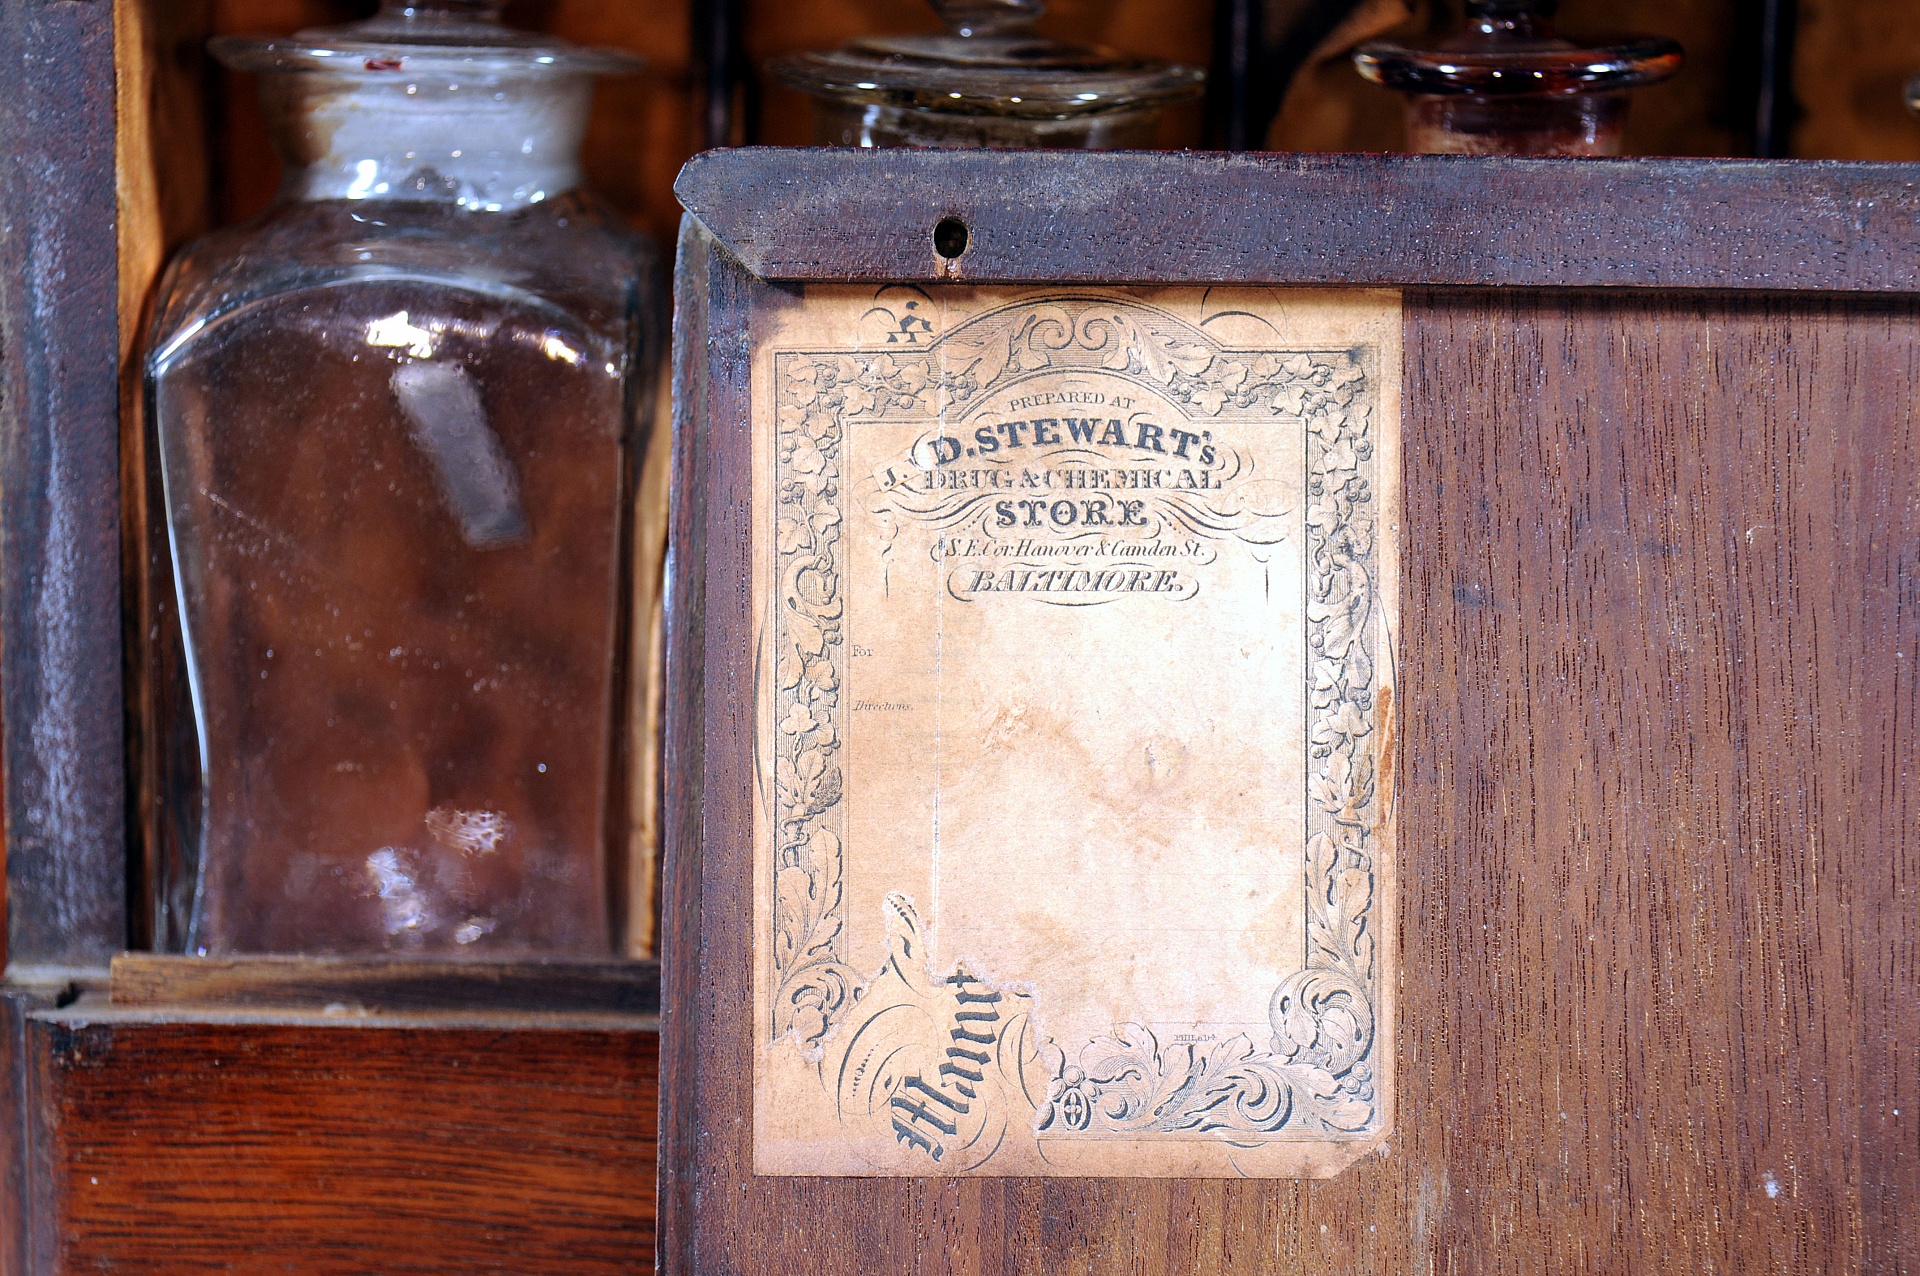 PREPARED AT
D. STEWART's
J. DRUG & CHEMICAL
STORE
S.E. Cor. Hanover & Camden St.
BALTIMORE.
For
Directions.